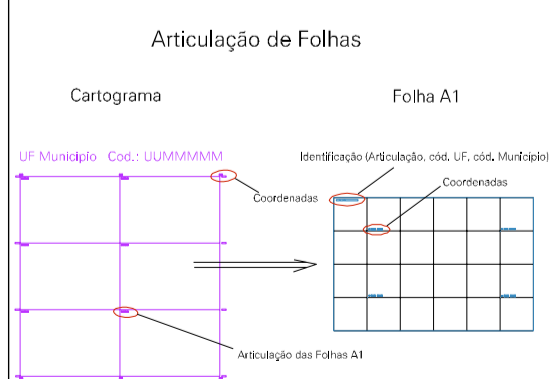 Articulação de Folhas
Cartograma
Folha A1
UF Municipio Cod.: UUMMMMM
Identificação (Articulação, cód. UF, cód. Município)
Coordenadas
Coordenadas
Articulação das Folhas A1